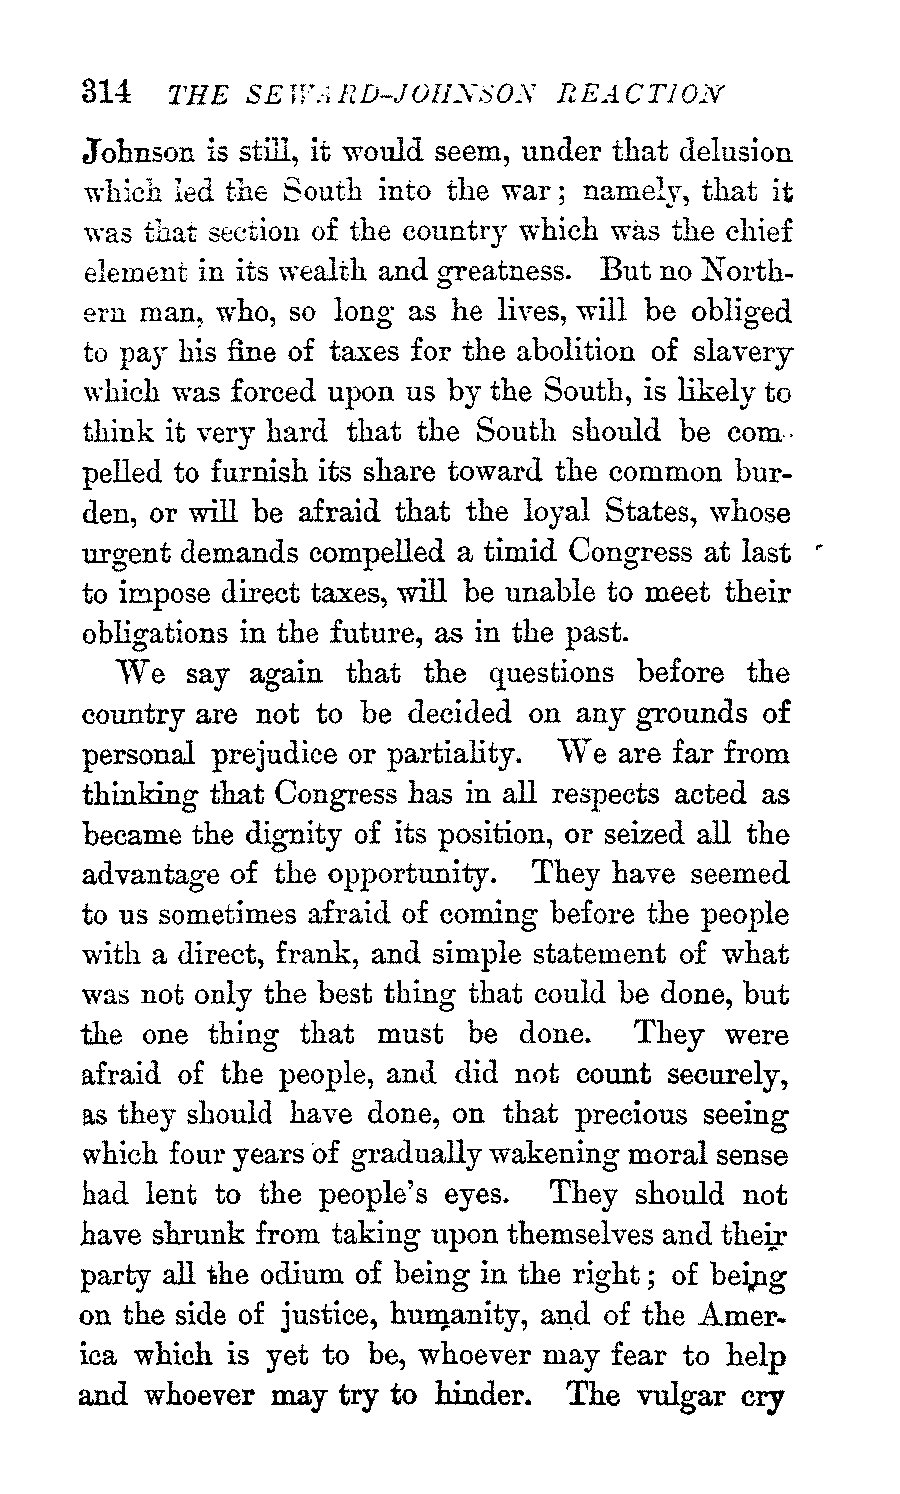 314 THE SEWARD-JOHNSON REACTION
Johnson is still, it would seem, under that delusion
which led the South into the war; namely, that it
was that section of the country which was the chief
element in its wealth and greatness. But no North-
ern man, who, so long as he lives, will be obliged
to pay his fine of taxes for the abolition of slavery
which was forced upon us by the South, is likely to
think it very hard that the South should be com-
pelled to furnish its share toward the common bur-
den, or will be afraid that the loyal States, whose
urgent demands compelled a timid Congress at last
to impose direct taxes, will be unable to meet their
obligations in the future, as in the past.
We say again that the questions before the
country are not to be decided on any grounds of
personal prejudice or partiality. We are far from
thinking that Congress has in all respects acted as
became the dignity of its position, or seized all the
advantage of the opportunity. They have seemed
to us sometimes afraid of coming before the people
with a direct, frank, and simple statement of what
was not only the best thing that could be done, but
the one thing that must be done. They were
afraid of the people, and did not count securely,
as they should have done, on that precious seeing
which four years of gradually wakening moral sense
had lent to the people's eyes. They should not
have shrunk from taking upon themselves and their
party all the odium of being in the right; of being
on the side of justice, humanity, and of the Amer-
ica which is yet to be, whoever may fear to help
and whoever may try to hinder. The vulgar cry